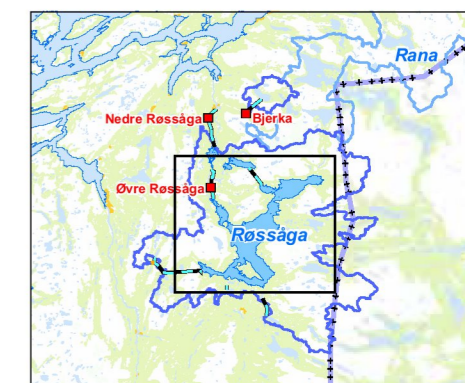 Rana
Nedre Røssåga
Bjerka
Øvre Røssåga
Røssåga